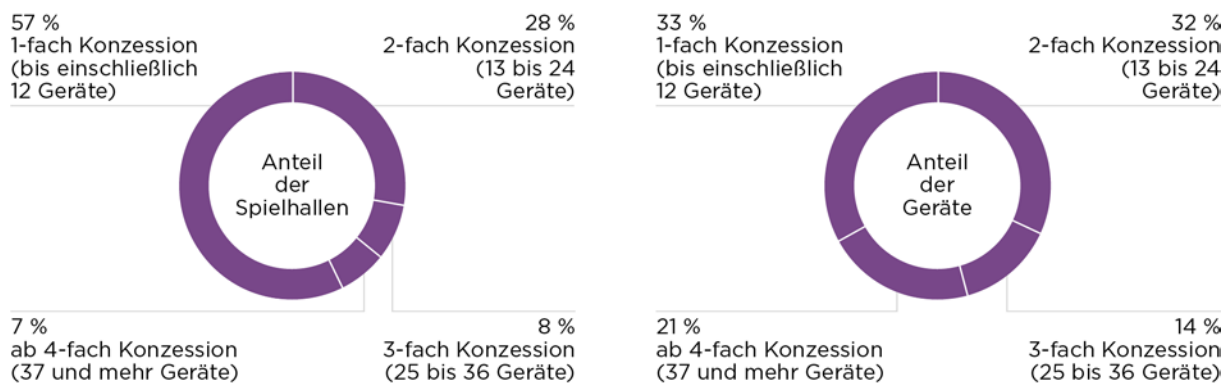 57 %
1-fach Konzession
(bis einschließlich
12 Geräte)
28 %
2-fach Konzession
(13 bis 24
Geräte)
Anteil
der
Spielhallen
7 %
ab 4-fach Konzession
(37 und mehr Geräte)
8 %
3-fach Konzession
(25 bis 36 Geräte)
33 %
1-fach Konzession
(bis einschließlich
12 Geräte)
32 %
2-fach Konzession
(13 bis 24
Geräte)
Anteil
der
Geräte
21 %
ab 4-fach Konzession
(37 und mehr Geräte)
14 %
3-fach Konzession
(25 bis 36 Geräte)